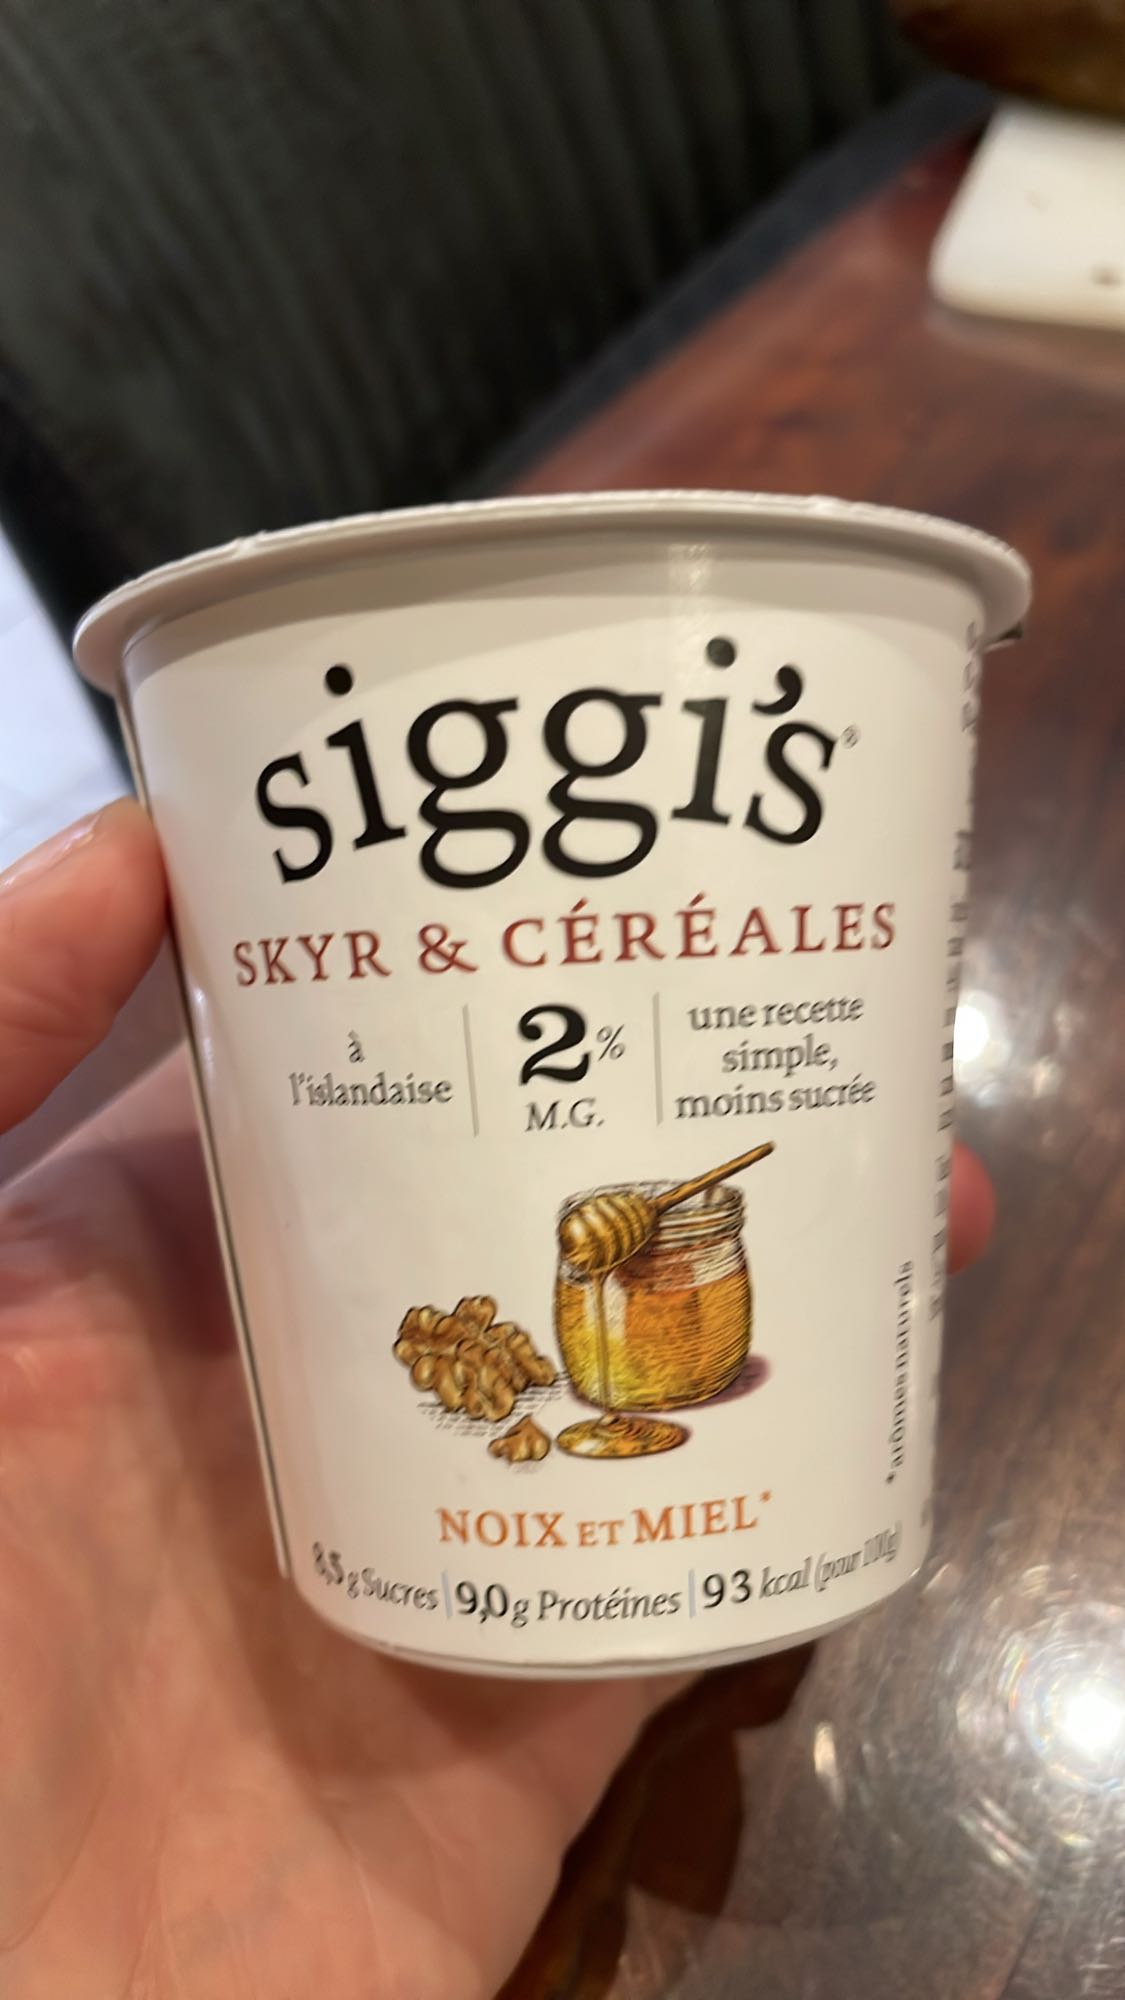 siggi's®
SKYR & CÉRÉALES
à
l'islandaise
2%
M.G.
une recette
simple,
moins sucrée
*arômes naturels
NOIX ET MIEL*
8,5 g Sucres | 9,0 g Protéines | 93 kcal (pour 100g)